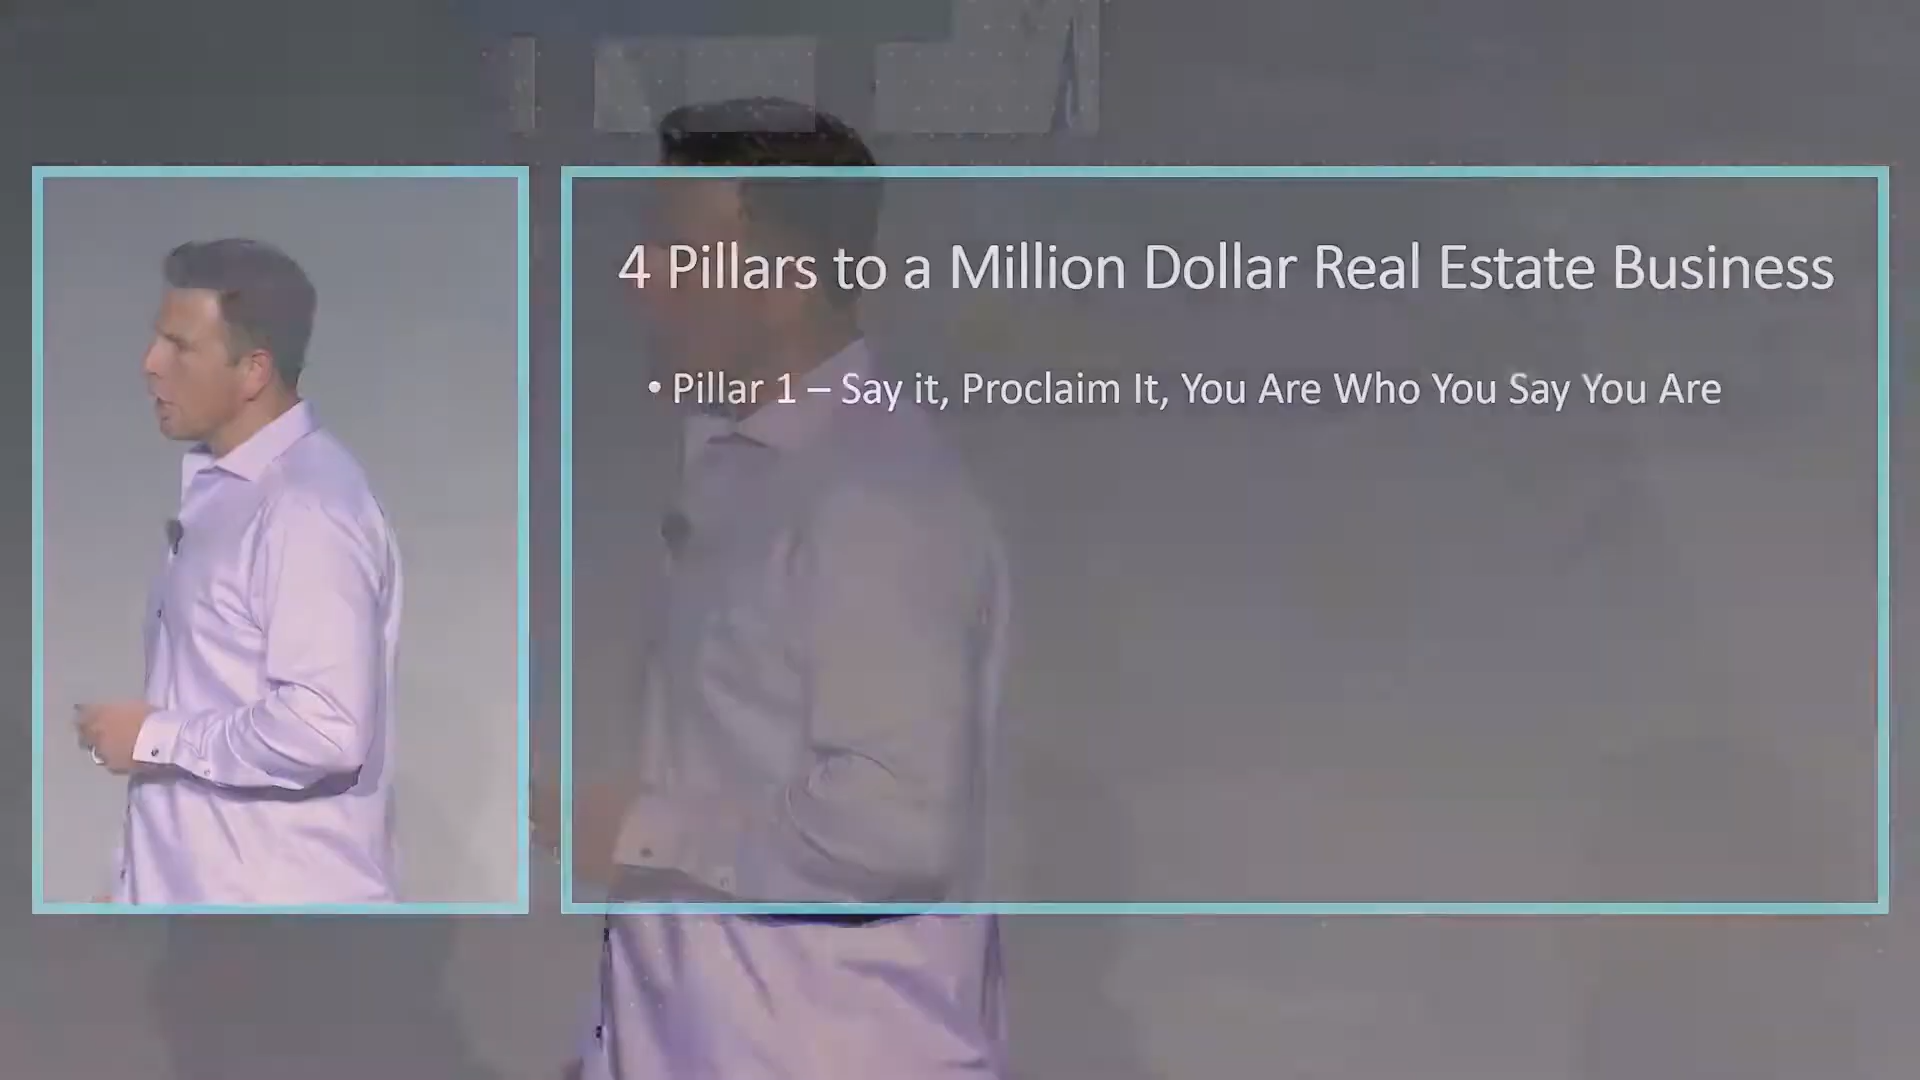 4 Pillars to a Million Dollar Real Estate Business
• Pillar 1 – Say it, Proclaim It, You Are Who You Say You Are